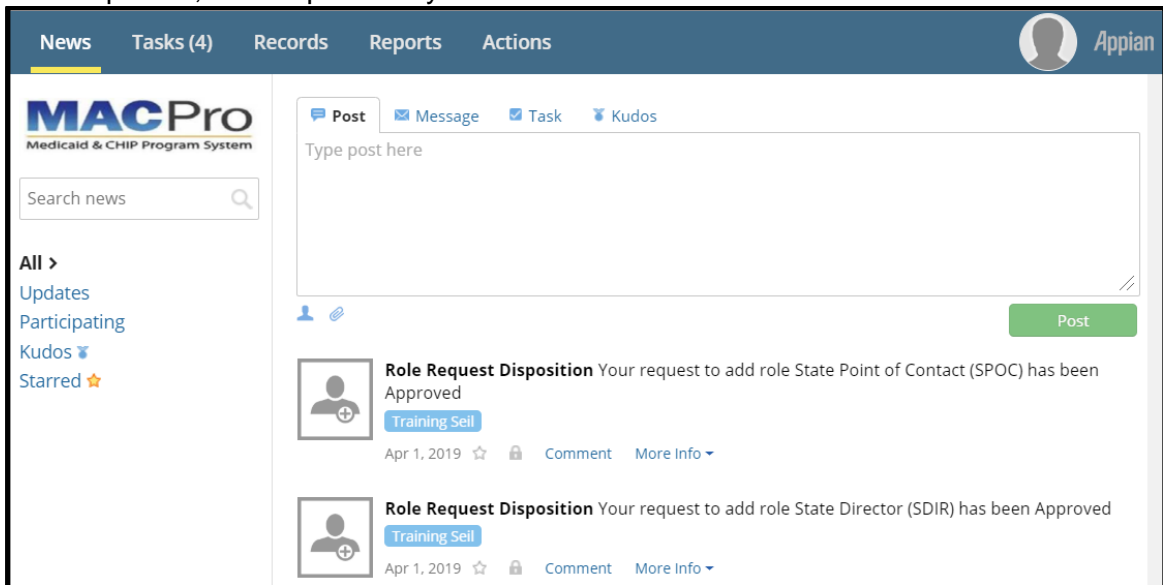 News Tasks (4) Records Reports Actions Appian
MACPro
Medicaid & CHIP Program System
Search news
All >
Updates
Participating
Kudos
Starred
Post Message Task Kudos
Type post here
Post
Role Request Disposition Your request to add role State Point of Contact (SPOC) has been
Approved
Training Seil
Apr 1, 2019 Comment More Info
Role Request Disposition Your request to add role State Director (SDIR) has been Approved
Training Seil
Apr 1, 2019 Comment More Info